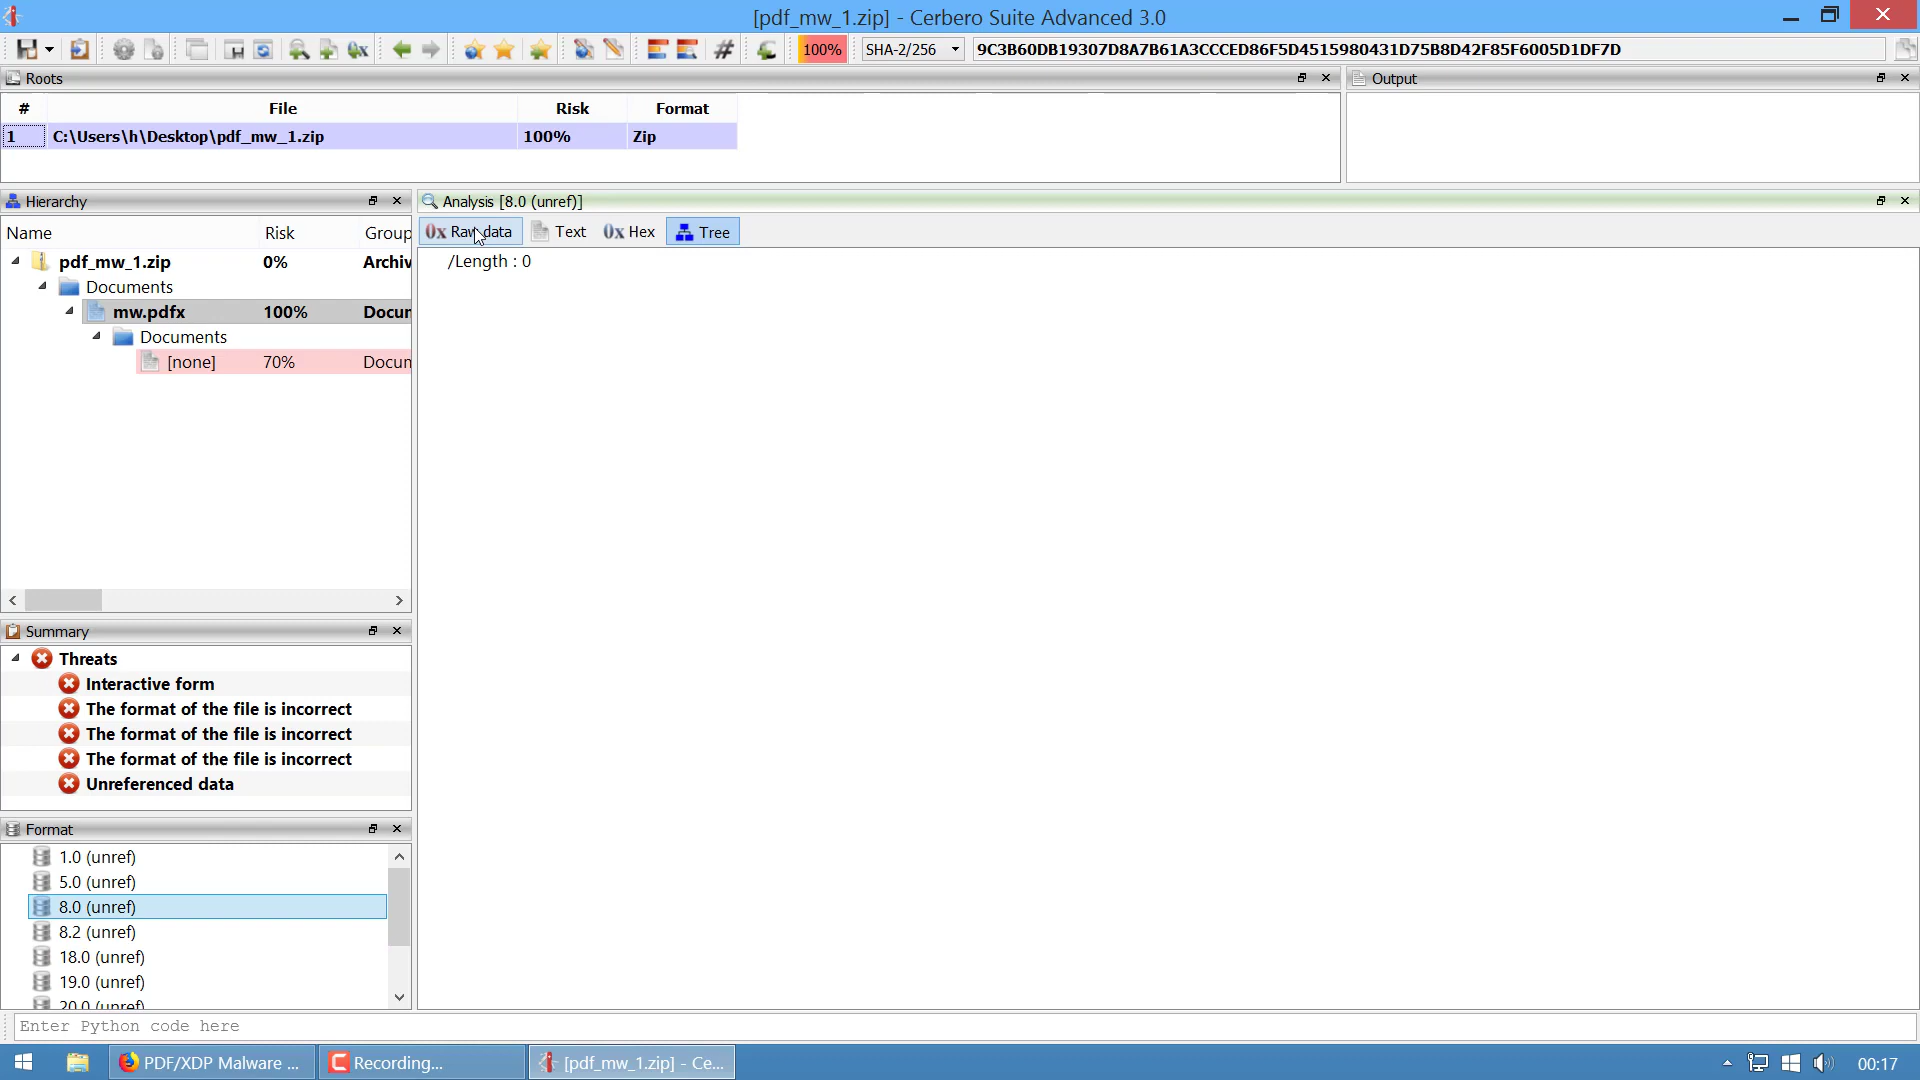 [pdf_mw_1.zip] - Cerbero Suite Advanced 3.0
100% SHA-2/256 9C3B60DB19307D8A7B61A3CCCED86F5D4515980431D75B8D42F85F6005D1DF7D
Roots
Output
# File Risk Format
1 C:\Users\h\Desktop\pdf_mw_1.zip 100% Zip
Hierarchy
Analysis [8.0 (unref)]
Name Risk Group
0x Raw data Text 0x Hex Tree
pdf_mw_1.zip 0% Archiv
/Length : 0
Documents
mw.pdfx 100% Docun
Documents
[none] 70% Docun
Summary
Threats
Interactive form
The format of the file is incorrect
The format of the file is incorrect
The format of the file is incorrect
Unreferenced data
Format
1.0 (unref)
5.0 (unref)
8.0 (unref)
8.2 (unref)
18.0 (unref)
19.0 (unref)
20.0 (unref)
Enter Python code here
PDF/XDP Malware ... Recording... [pdf_mw_1.zip] - Ce... 00:17